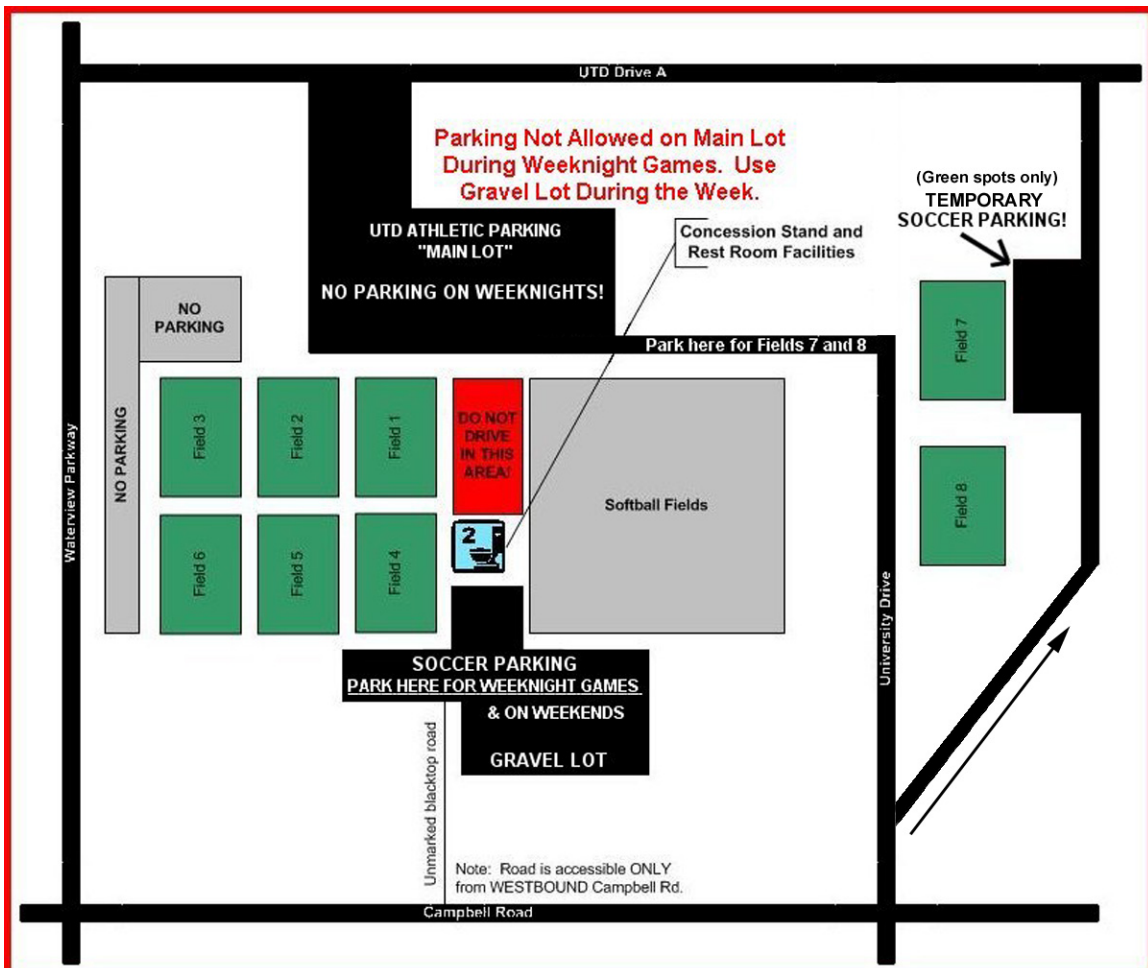 UTD Drive A
Parking Not Allowed on Main Lot
During Weeknight Games.  Use
Gravel Lot During the Week.
(Green spots only)
TEMPORARY
SOCCER PARKING!
UTD ATHLETIC PARKING
"MAIN LOT"
NO PARKING ON WEEKNIGHTS!
Concession Stand and
Rest Room Facilities
NO
PARKING
Park here for Fields 7 and 8
Field 7
Field 3
Field 2
Field 1
DO NOT
DRIVE
IN THIS
AREA!
NO PARKING
Waterview Parkway
Softball Fields
Field 8
2
Field 6
Field 5
Field 4
University Drive
SOCCER PARKING
PARK HERE FOR WEEKNIGHT GAMES
& ON WEEKENDS
GRAVEL LOT
Unmarked blacktop road
Note:  Road is accessible ONLY
from WESTBOUND Campbell Rd.
Campbell Road